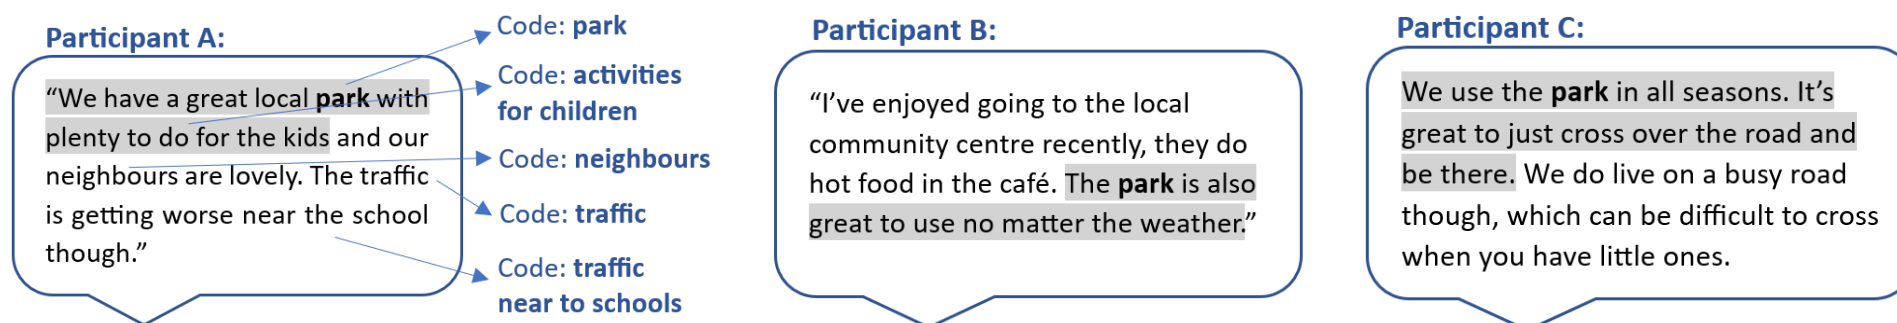 Participant A:
“We have a great local park with
plenty to do for the kids and our
neighbours are lovely. The traffic
is getting worse near the school
though.”
Code: park
Code: activities
for children
Code: neighbours
Code: traffic
Code: traffic
near to schools
Participant B:
“I’ve enjoyed going to the local
community centre recently, they do
hot food in the café. The park is also
great to use no matter the weather.”
Participant C:
We use the park in all seasons. It’s
great to just cross over the road and
be there. We do live on a busy road
though, which can be difficult to cross
when you have little ones.